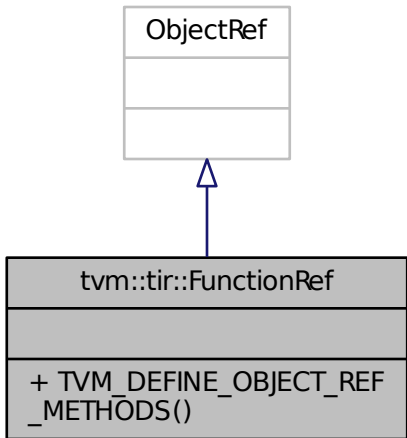 ObjectRef
tvm::tir::FunctionRef
+ TVM_DEFINE_OBJECT_REF
_METHODS()